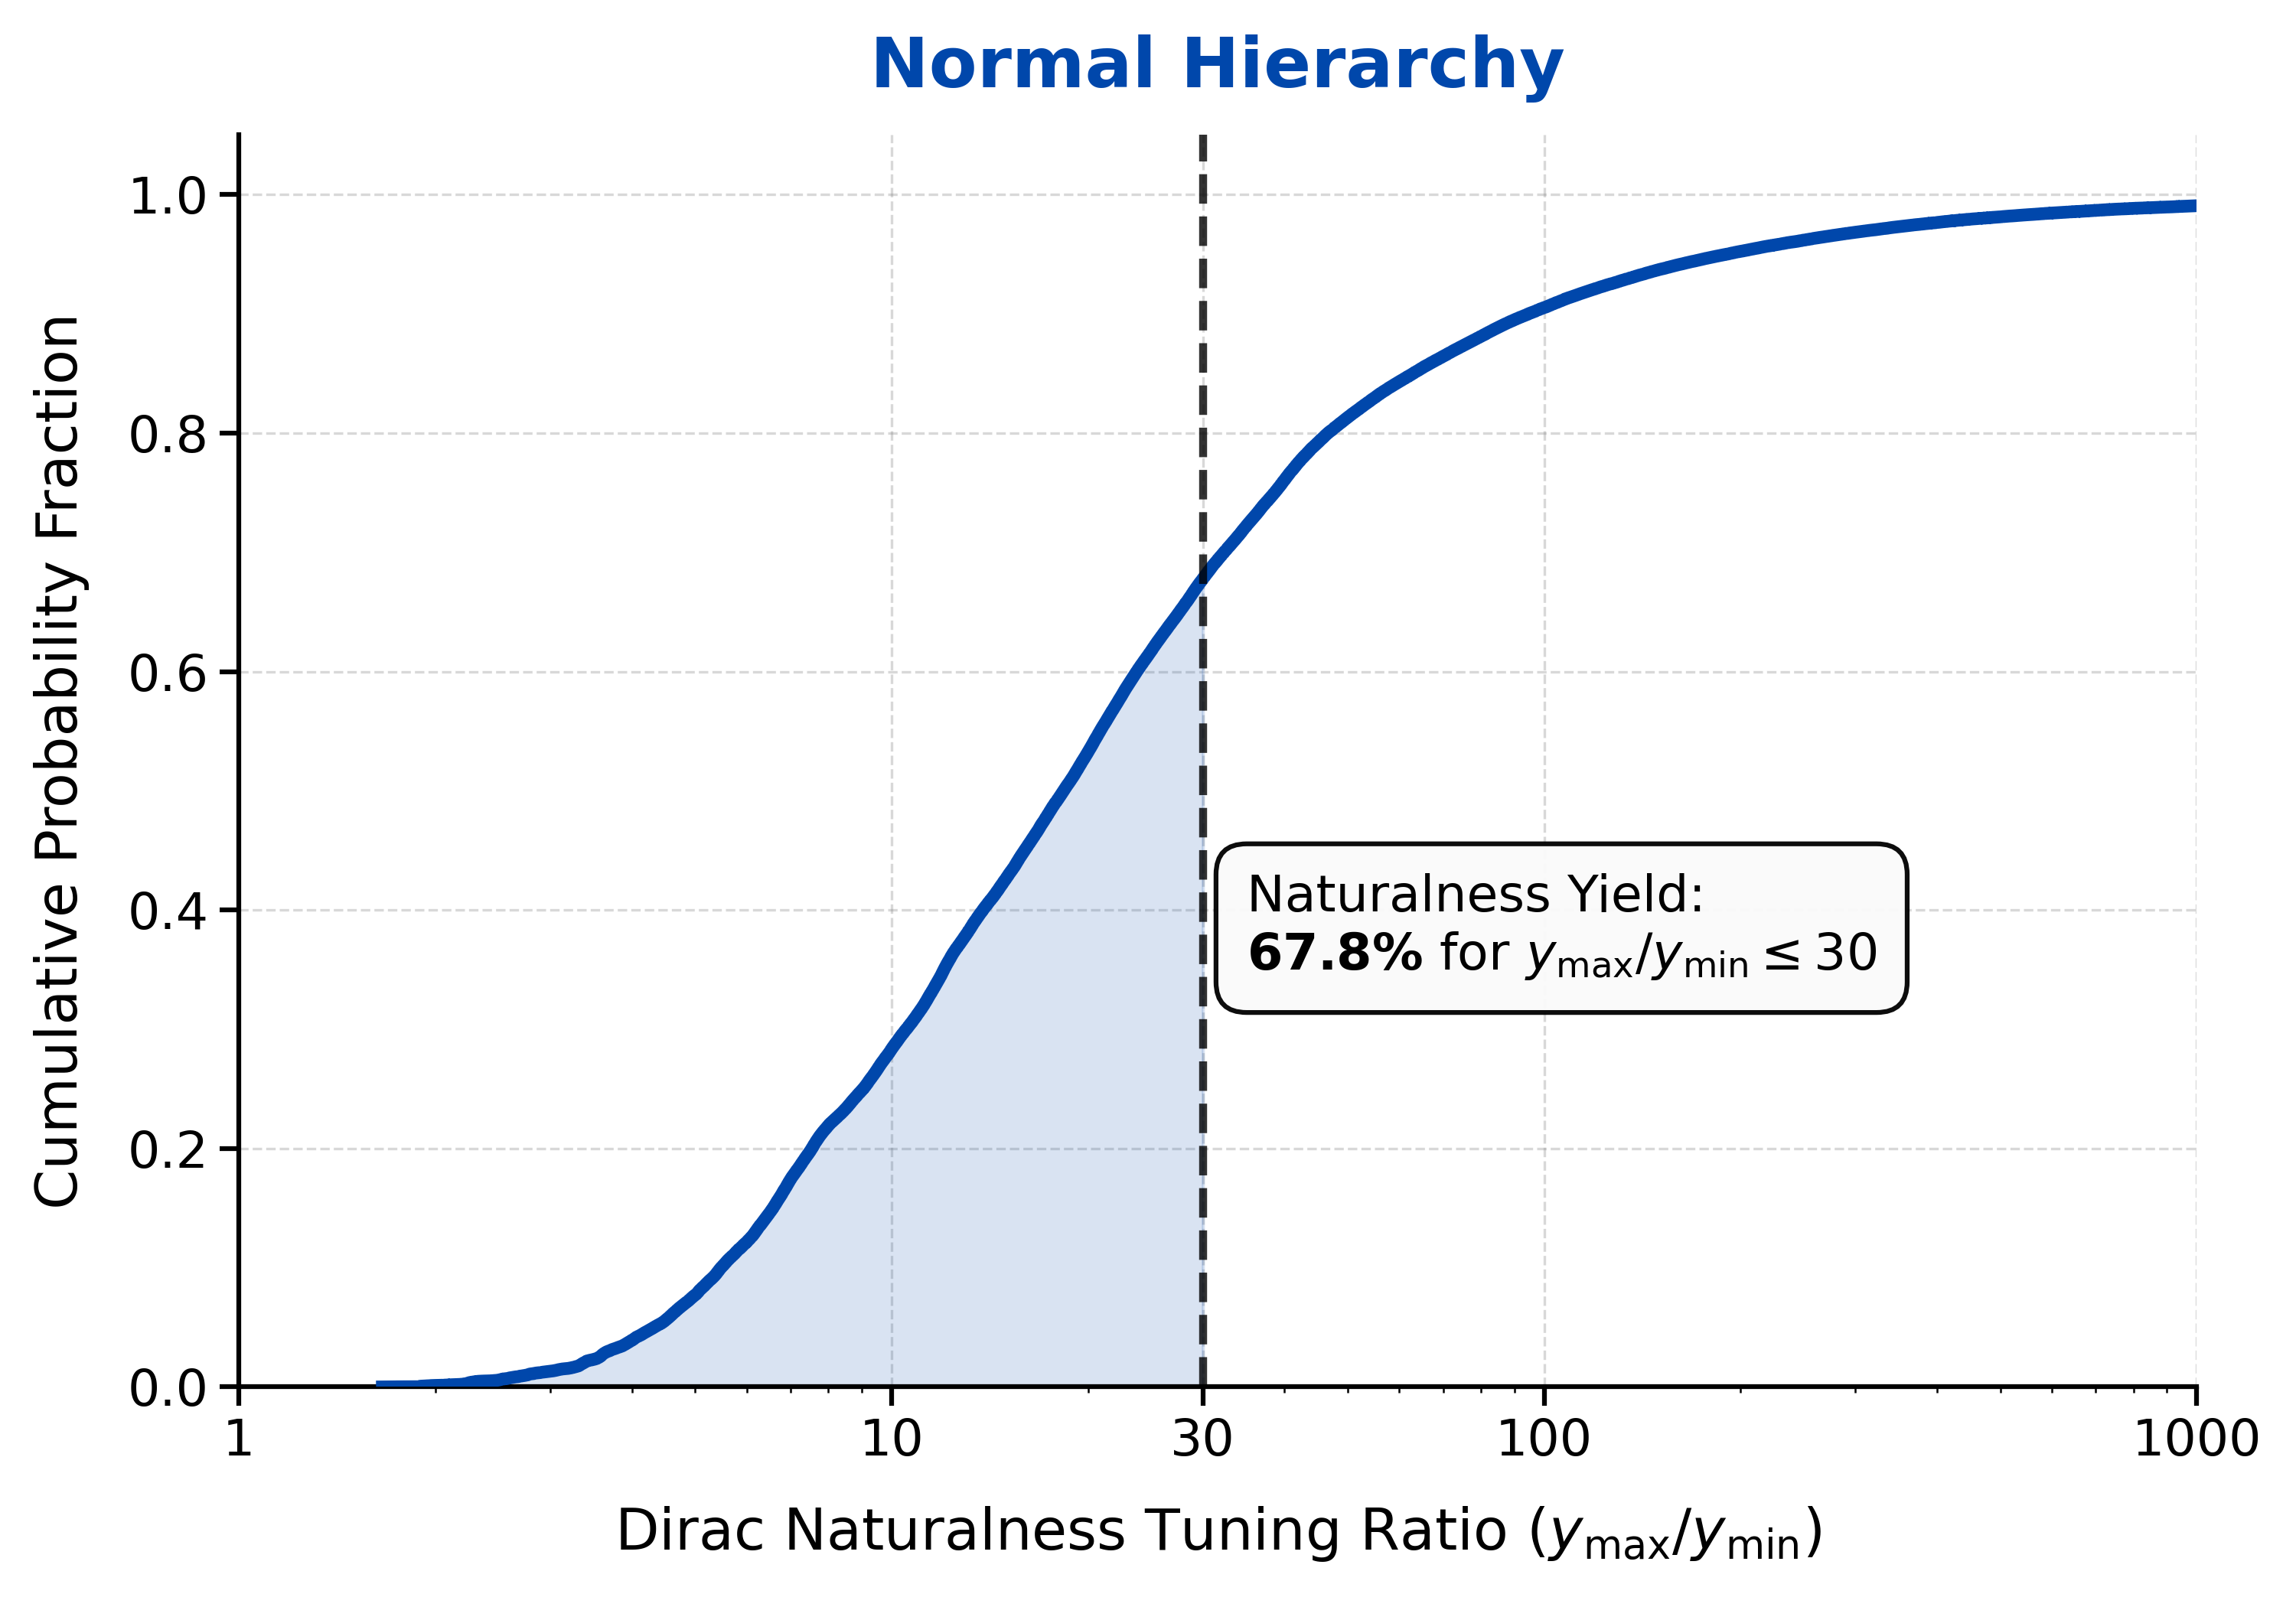 Normal Hierarchy
Cumulative Probability Fraction
1.0
0.8
0.6
0.4
0.2
0.0
Naturalness Yield:
67.8% for y_max/y_min ≤ 30
1
10
30
100
1000
Dirac Naturalness Tuning Ratio (y_max/y_min)